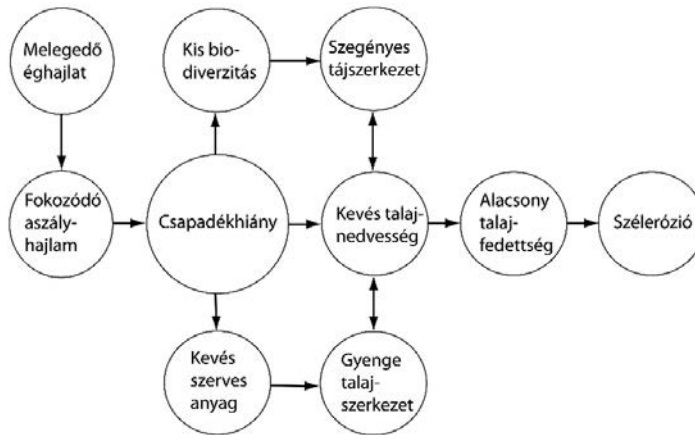 Melegedő
éghajlat
Kis bio-
diverzitás
Szegényes
tájszerkezet
Fokozódó
aszály-
hajlam
Csapadékhiány
Kevés talaj-
nedvesség
Alacsony
talaj-
fedettség
Szélerózió
Kevés
szerves
anyag
Gyenge
talaj-
szerkezet